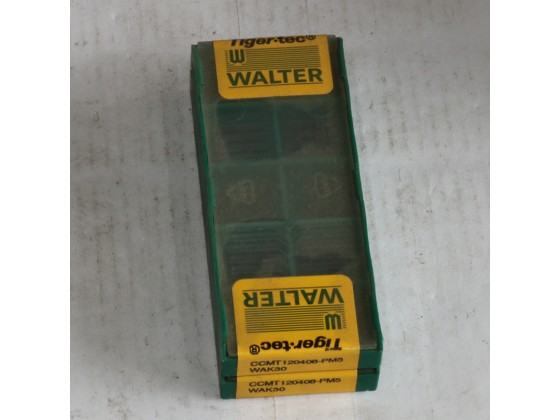 Tiger·tec®
WALTER
WALTER
Tiger·tec®
CCMT120408-PM5
WAK30
CCMT120408-PM5
WAK30